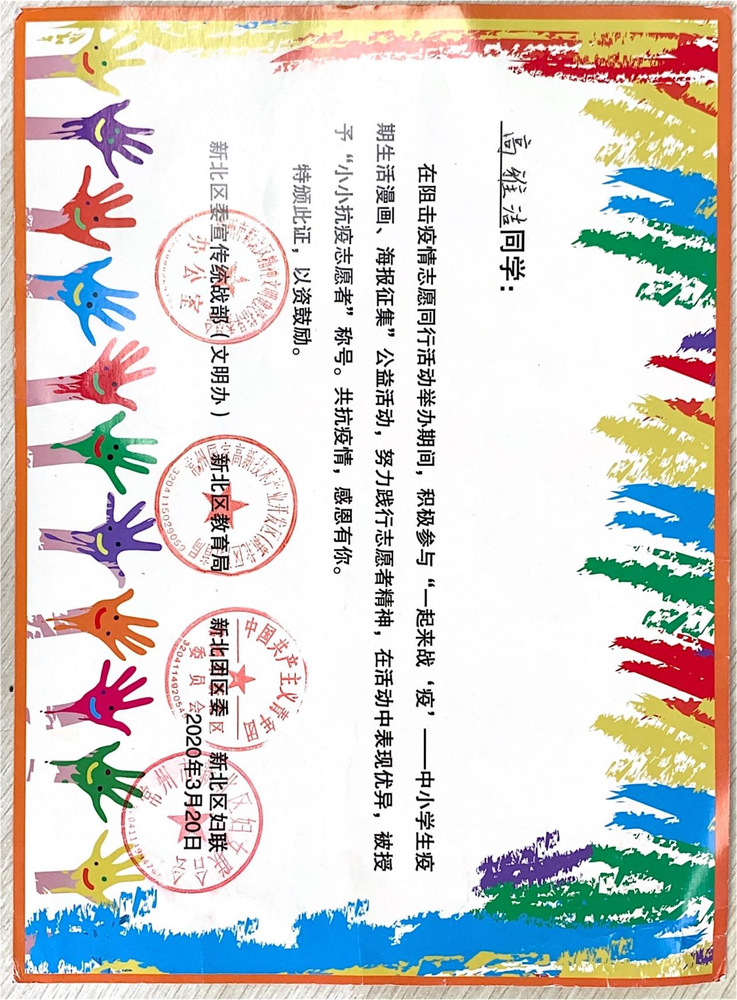 高雅洁同学：
在阻击疫情志愿同行活动举办期间，积极参与“一起来战‘疫’——中小学生疫
期生活漫画、海报征集”公益活动，努力践行志愿者精神，在活动中表现优异，被授
予“小小抗疫志愿者”称号。共抗疫情，感恩有你。
特颁此证，以资鼓励。
新北区委宣传统战部（文明办） 新北区教育局 新北团区委 新北区妇联
2020年3月20日
办公室
3204115029059
中国共产主义青年团
委员会